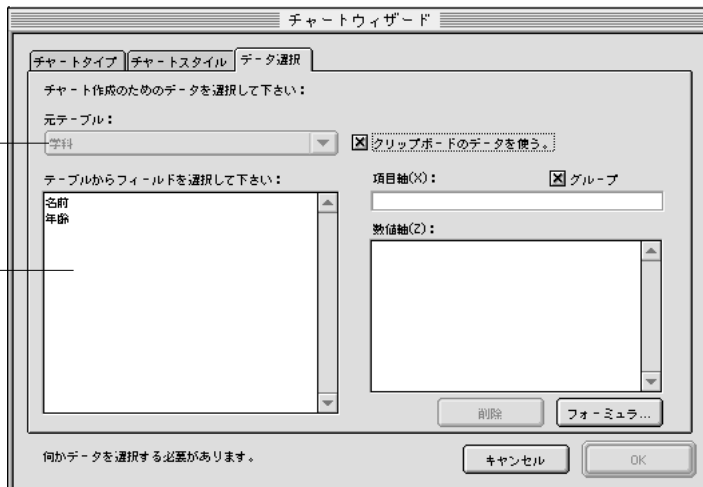 チャートウィザード
チャートタイプ チャートスタイル データ選択
チャート作成のためのデータを選択して下さい：
元テーブル：
学科
クリップボードのデータを使う。
テーブルからフィールドを選択して下さい：
名前
年齢
項目軸(X)：
グループ
数値軸(Z)：
削除 フォーミュラ...
何かデータを選択する必要があります。
キャンセル OK